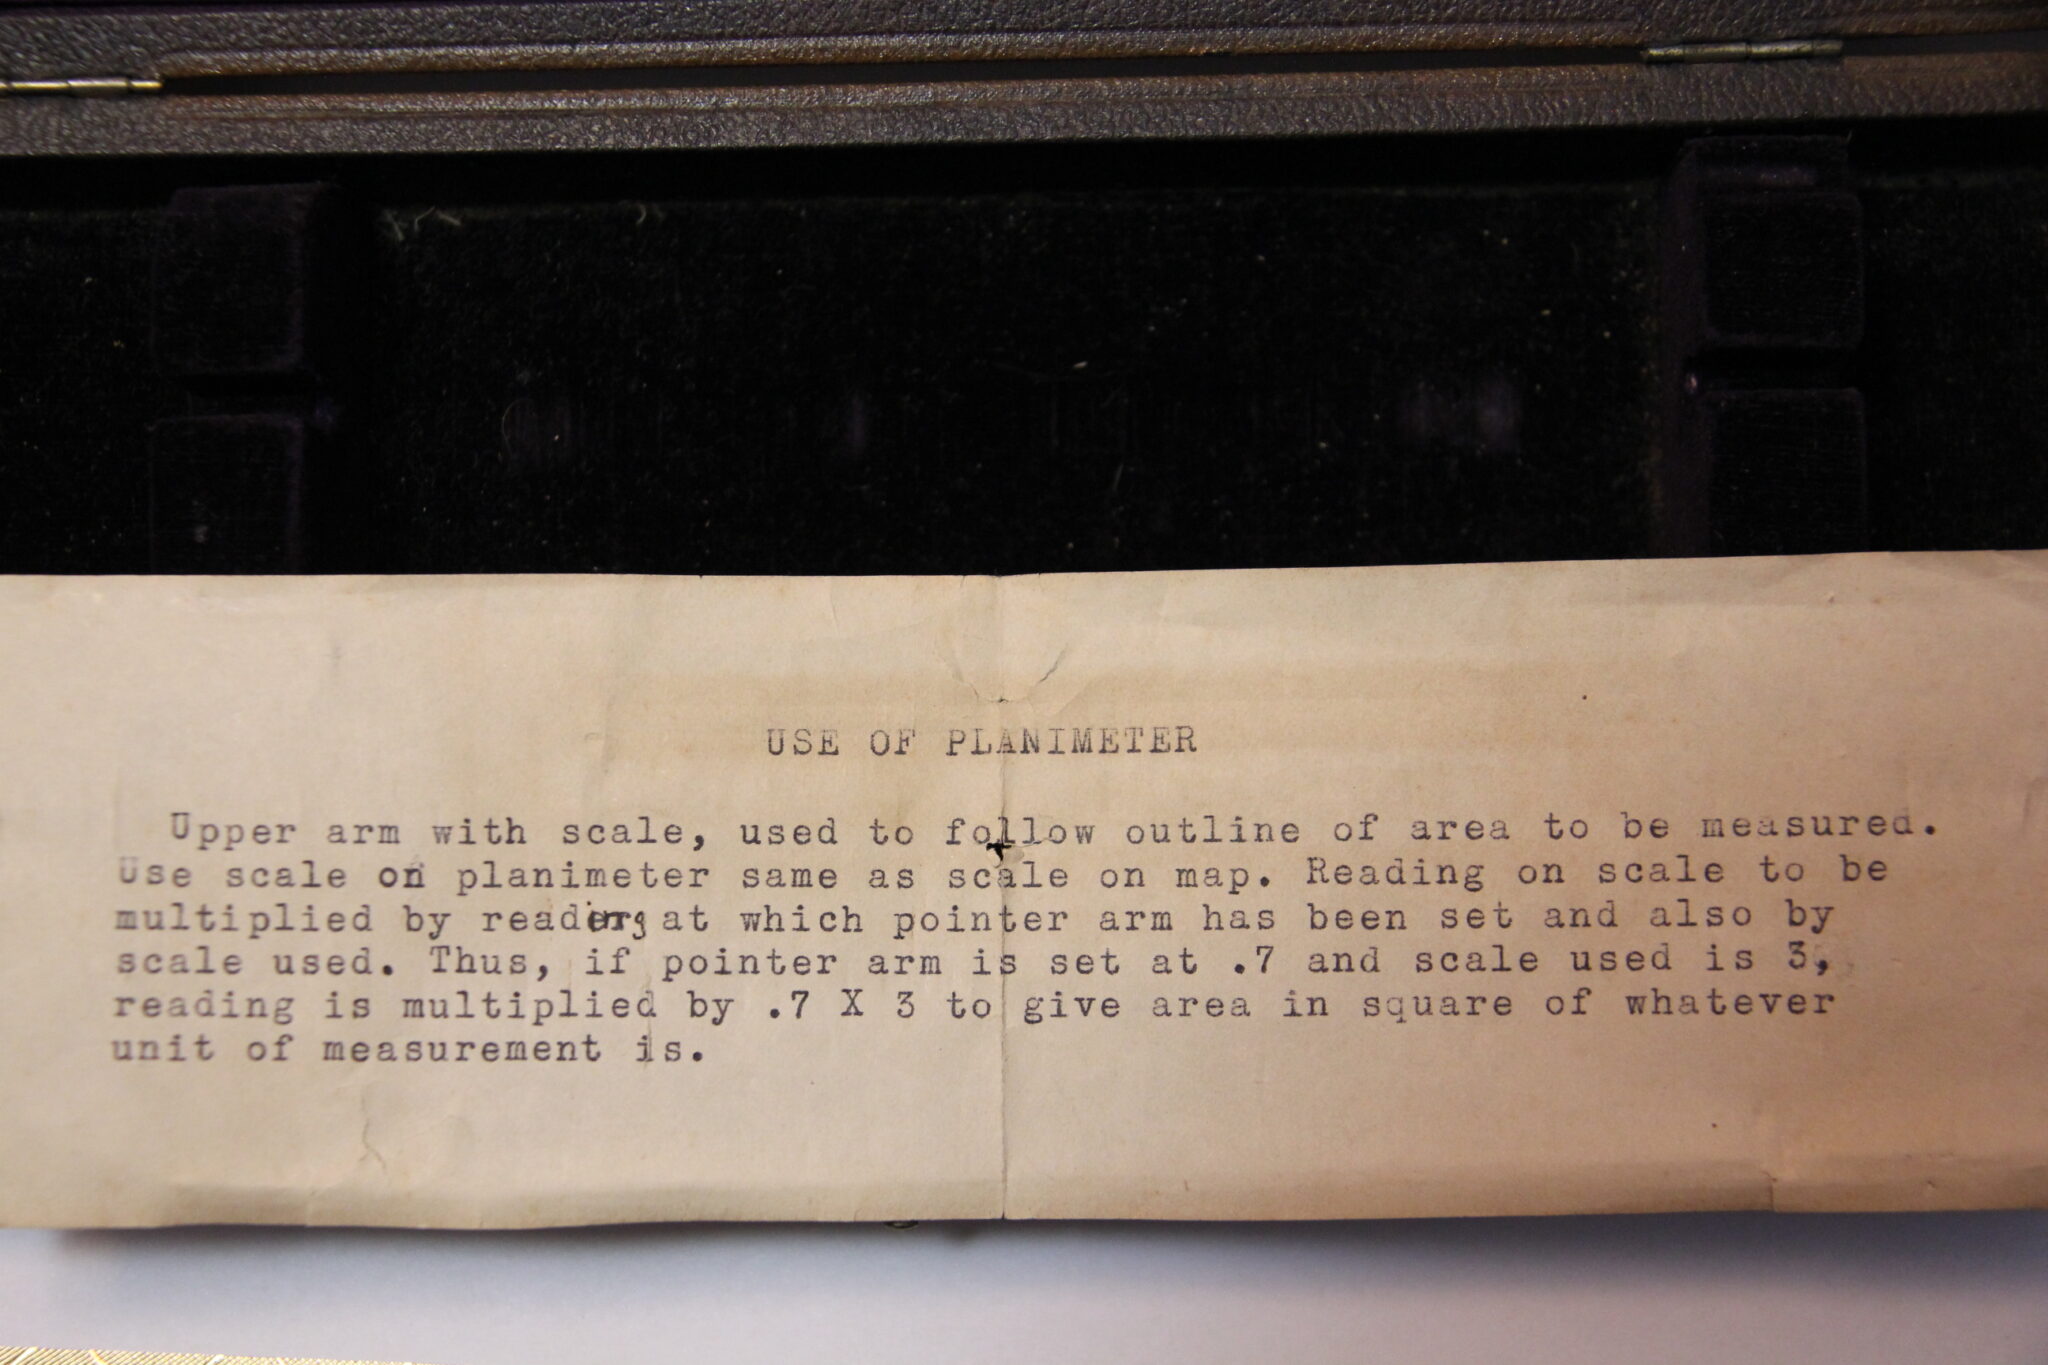 USE OF PLANIMETER
Upper arm with scale, used to follow outline of area to be measured.
Use scale on planimeter same as scale on map. Reading on scale to be
multiplied by reading at which pointer arm has been set and also by
scale used. Thus, if pointer arm is set at .7 and scale used is 3,
reading is multiplied by .7 X 3 to give area in square of whatever
unit of measurement is.